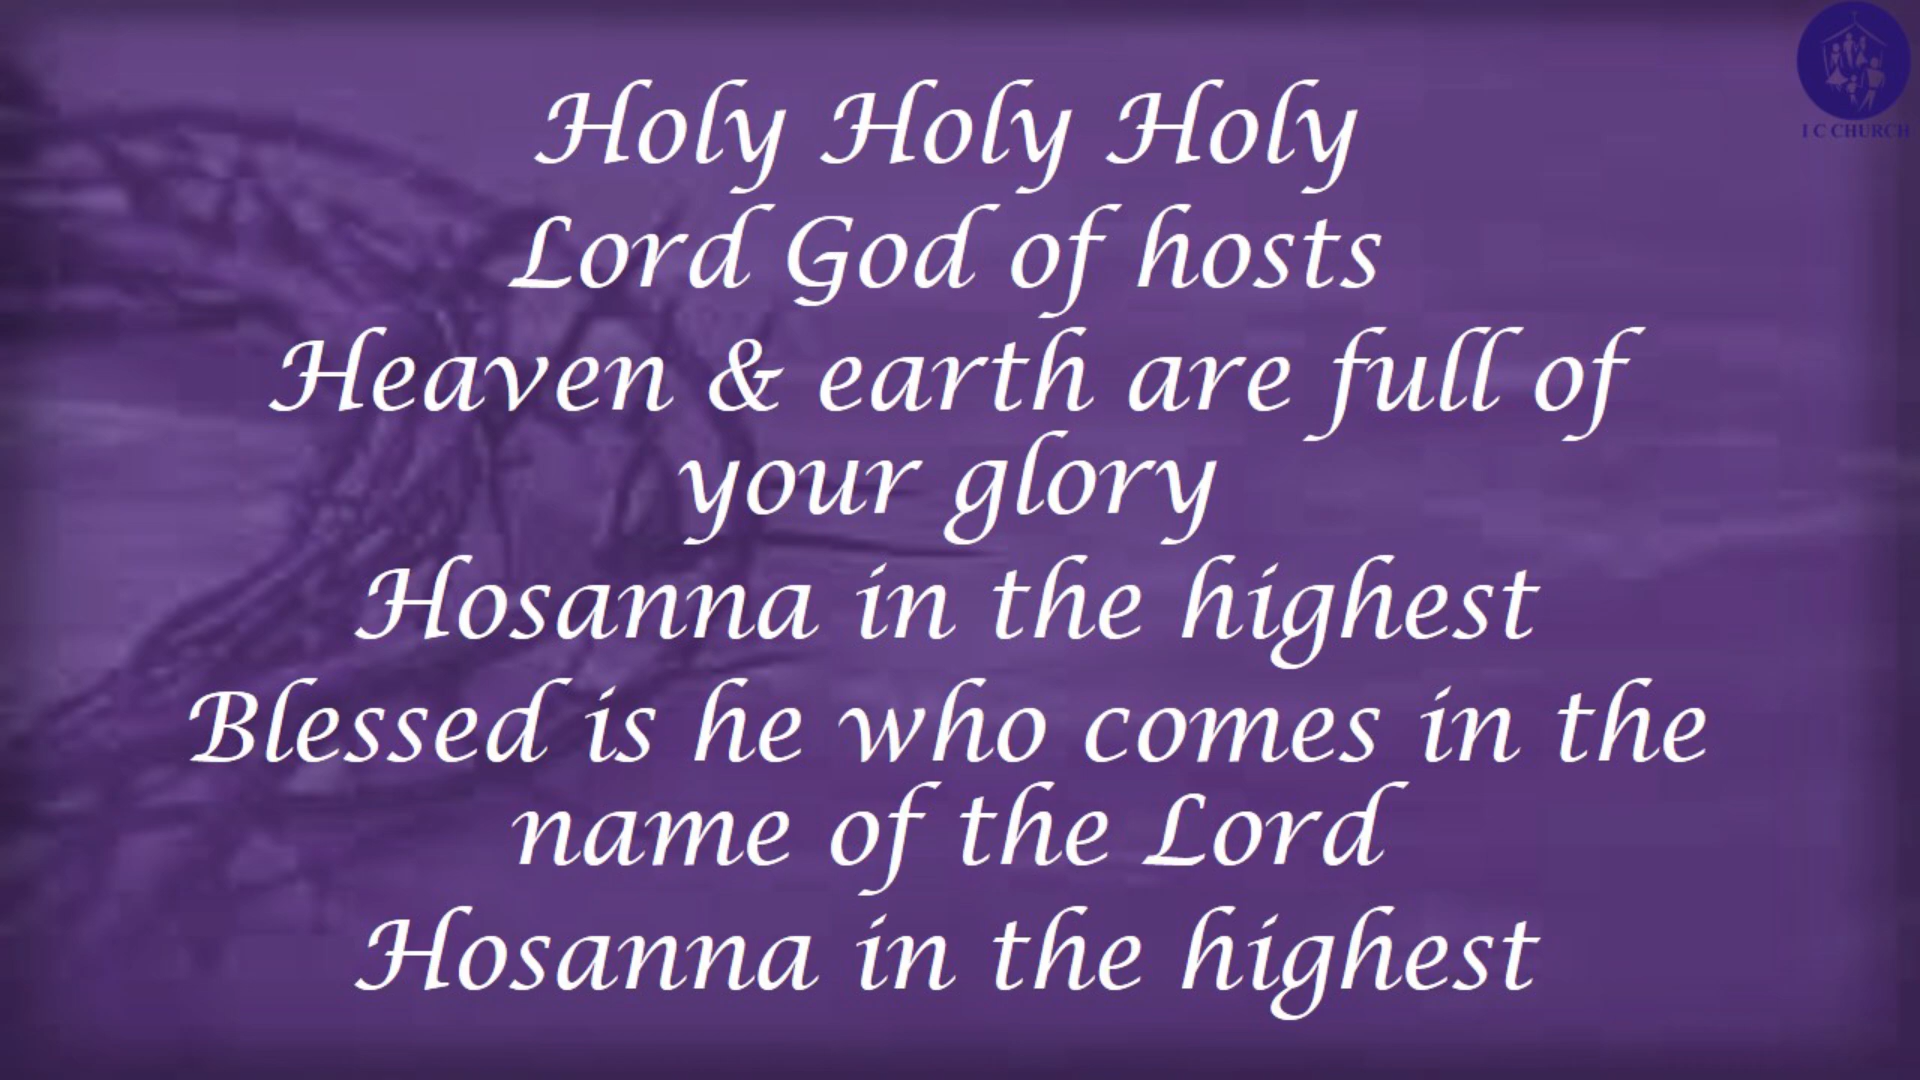 Holy Holy Holy
Lord God of hosts
Heaven & earth are full of
your glory
Hosanna in the highest
Blessed is he who comes in the
name of the Lord
Hosanna in the highest
I C CHURCH